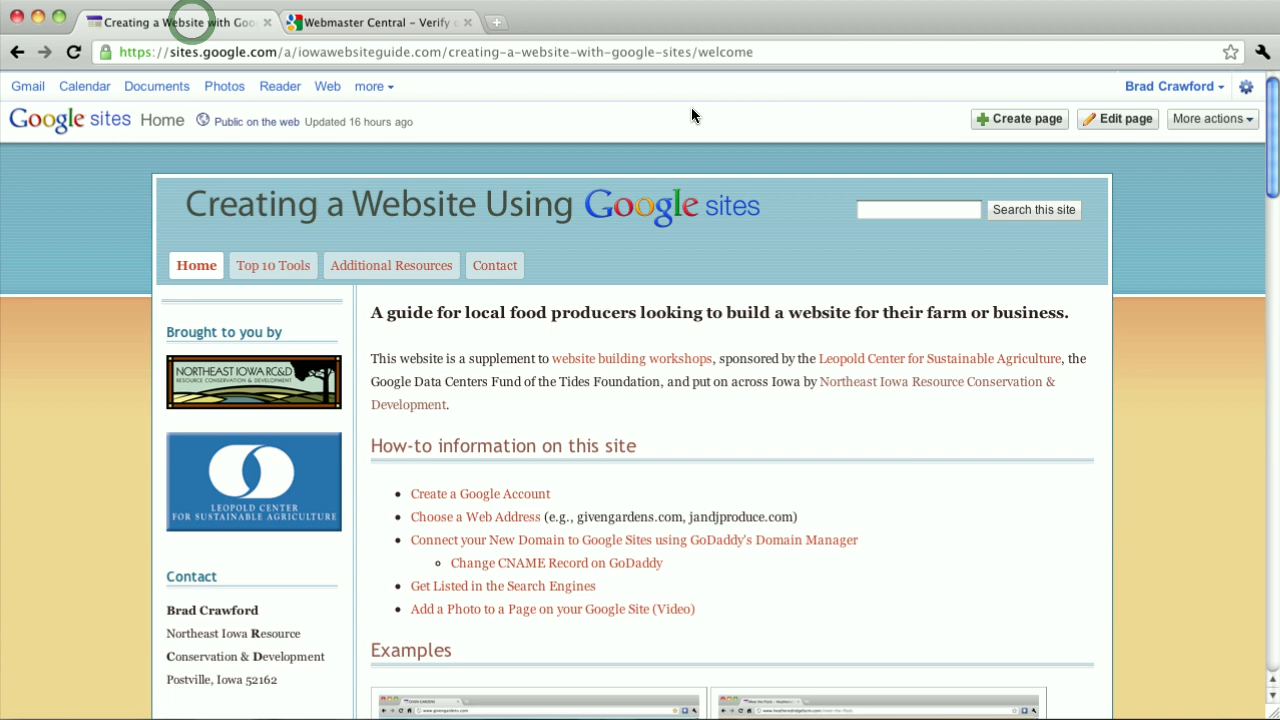 Creating a Website with Goo
Webmaster Central - Verify
https://sites.google.com/a/iowawebsiteguide.com/creating-a-website-with-google-sites/welcome
Gmail Calendar Documents Photos Reader Web more Brad Crawford
Google sites Home Public on the web Updated 16 hours ago Create page Edit page More actions
Creating a Website Using Google sites Search this site
Home Top 10 Tools Additional Resources Contact
Brought to you by
NORTHEAST IOWA RC&D
RESOURCE CONSERVATION & DEVELOPMENT
LEOPOLD CENTER
FOR SUSTAINABLE AGRICULTURE
Contact
Brad Crawford
Northeast Iowa Resource
Conservation & Development
Postville, Iowa 52162
A guide for local food producers looking to build a website for their farm or business.
This website is a supplement to website building workshops, sponsored by the Leopold Center for Sustainable Agriculture, the
Google Data Centers Fund of the Tides Foundation, and put on across Iowa by Northeast Iowa Resource Conservation &
Development.
How-to information on this site
Create a Google Account
Choose a Web Address (e.g., givengardens.com, jandjproduce.com)
Connect your New Domain to Google Sites using GoDaddy's Domain Manager
Change CNAME Record on GoDaddy
Get Listed in the Search Engines
Add a Photo to a Page on your Google Site (Video)
Examples